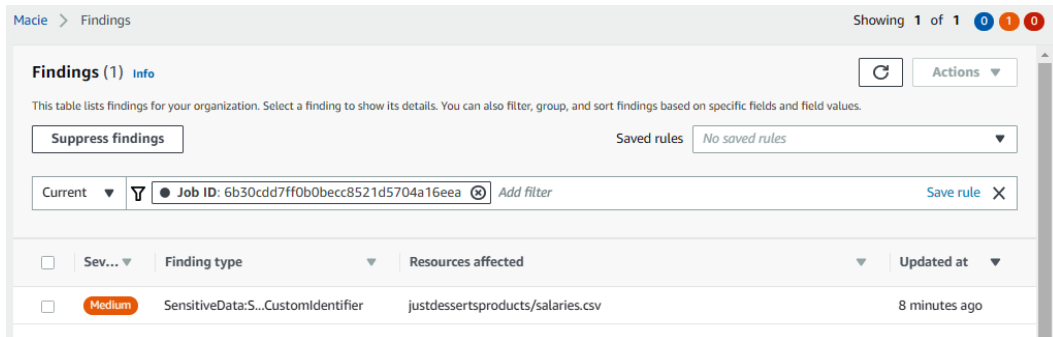 Macie > Findings Showing 1 of 1 0 1 0
Findings (1) Info Actions
This table lists findings for your organization. Select a finding to show its details. You can also filter, group, and sort findings based on specific fields and field values.
Suppress findings Saved rules No saved rules
Current Job ID: 6b30cdd7ff0b0becc8521d5704a16eea Add filter Save rule
Sev... Finding type Resources affected Updated at
Medium SensitiveData:S...CustomIdentifier justdessertsproducts/salaries.csv 8 minutes ago